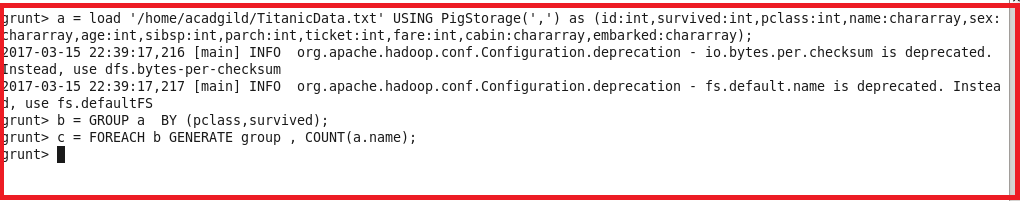 grunt> a = load '/home/acadgild/TitanicData.txt' USING PigStorage(',') as (id:int,survived:int,pclass:int,name:chararray,sex:
chararray,age:int,sibsp:int,parch:int,ticket:int,fare:int,cabin:chararray,embarked:chararray);
2017-03-15 22:39:17,216 [main] INFO  org.apache.hadoop.conf.Configuration.deprecation - io.bytes.per.checksum is deprecated.
Instead, use dfs.bytes-per-checksum
2017-03-15 22:39:17,217 [main] INFO  org.apache.hadoop.conf.Configuration.deprecation - fs.default.name is deprecated. Instea
d, use fs.defaultFS
grunt> b = GROUP a  BY (pclass,survived);
grunt> c = FOREACH b GENERATE group , COUNT(a.name);
grunt>